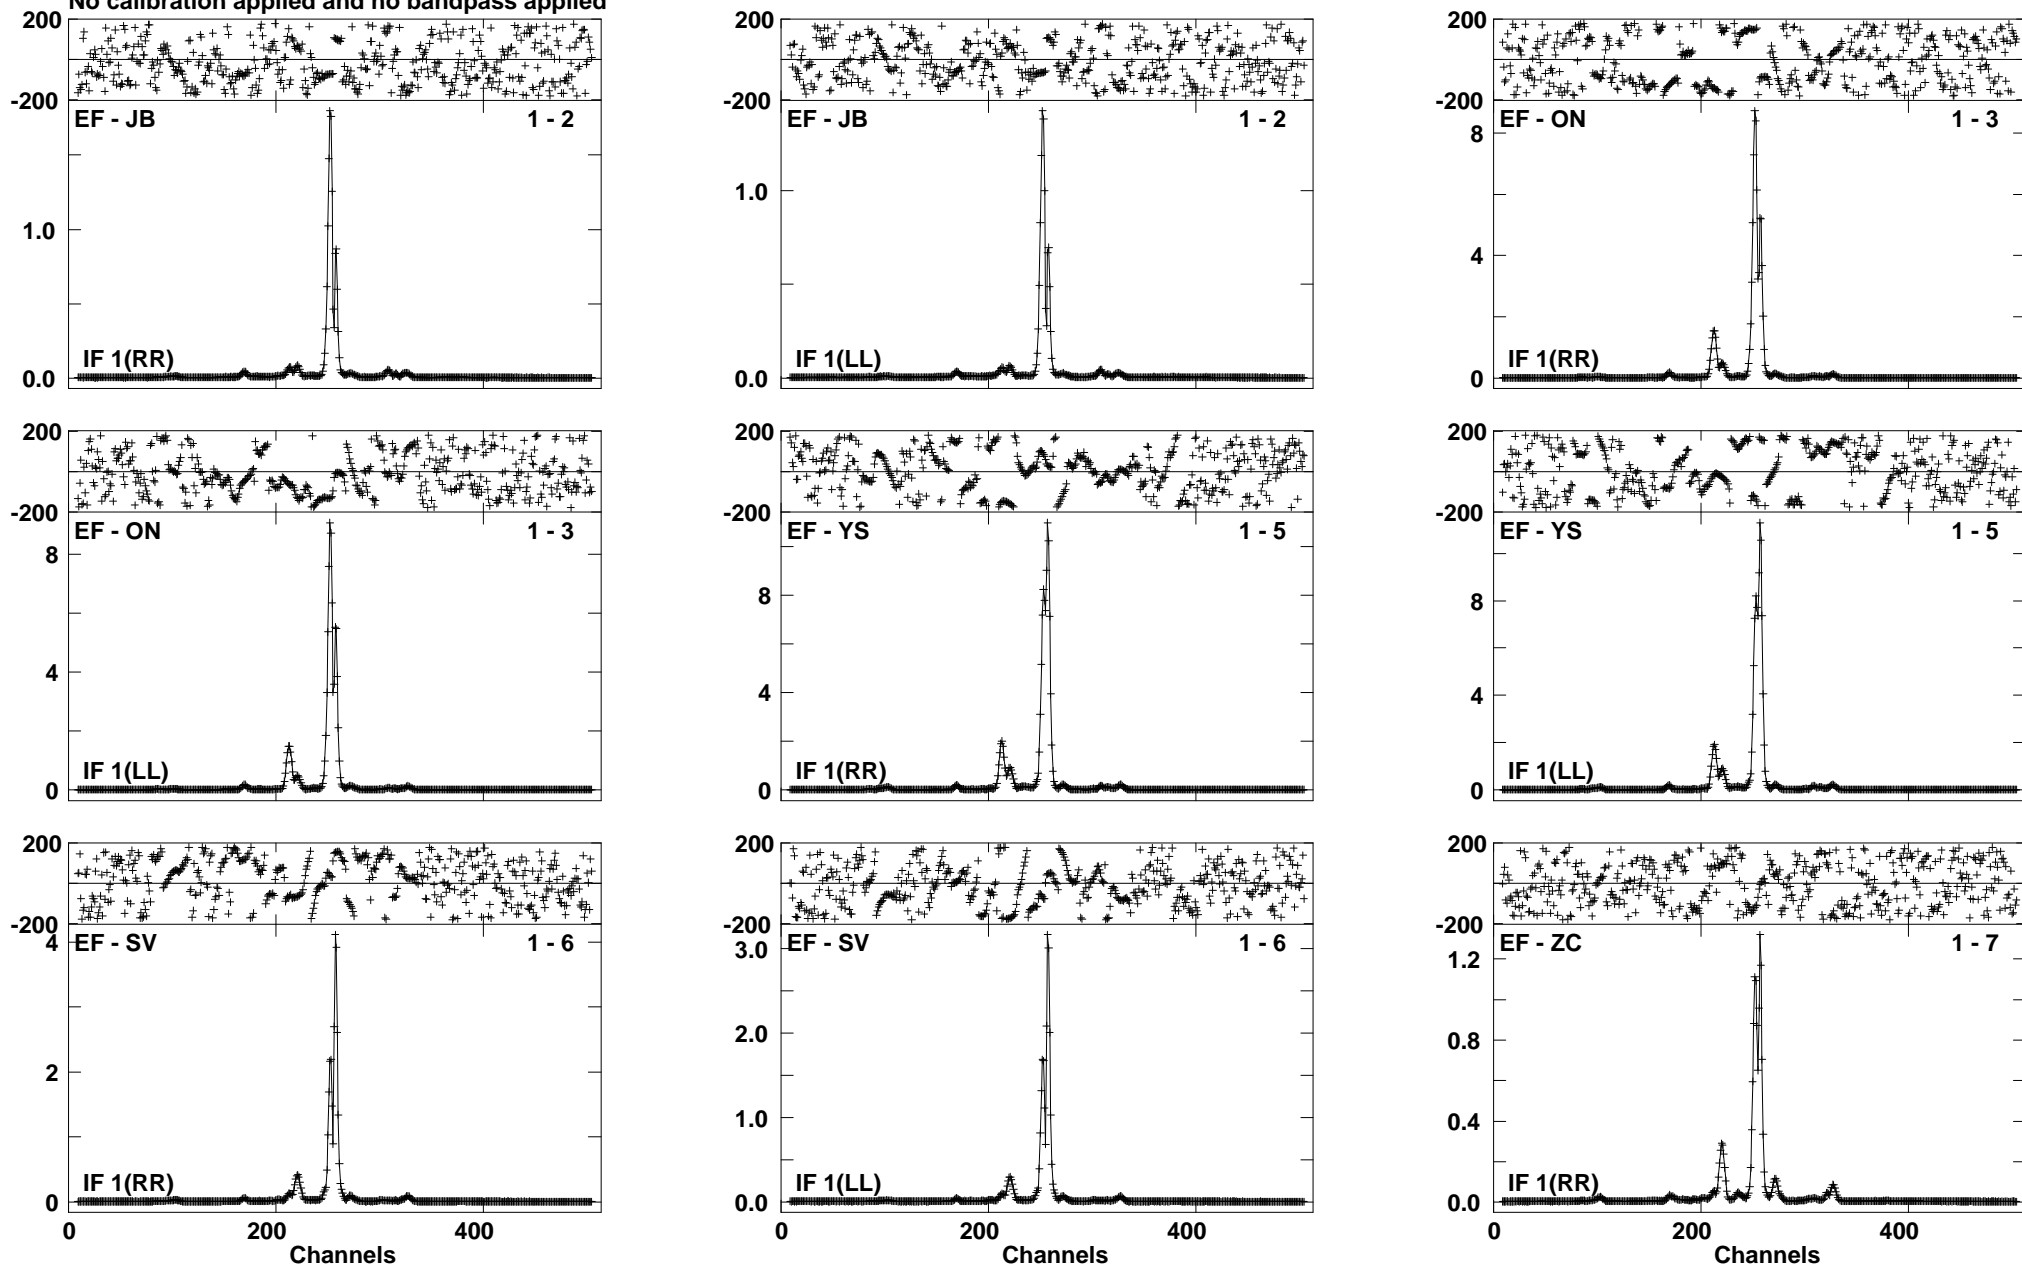 No calibration applied and no bandpass applied
200
-200
EF - JB 1 - 2
1.0
0.0
IF 1(RR)
200
-200
EF - JB 1 - 2
1.0
0.0
IF 1(LL)
200
-200
EF - ON 1 - 3
8
4
0
IF 1(RR)
200
-200
EF - ON 1 - 3
8
4
0
IF 1(LL)
200
-200
EF - YS 1 - 5
8
4
0
IF 1(RR)
200
-200
EF - YS 1 - 5
8
4
0
IF 1(LL)
200
-200
EF - SV 1 - 6
4
2
0
IF 1(RR)
0 200 400
Channels
200
-200
EF - SV 1 - 6
3.0
2.0
1.0
0.0
IF 1(LL)
0 200 400
Channels
200
-200
EF - ZC 1 - 7
1.2
0.8
0.4
0.0
IF 1(RR)
0 200 400
Channels